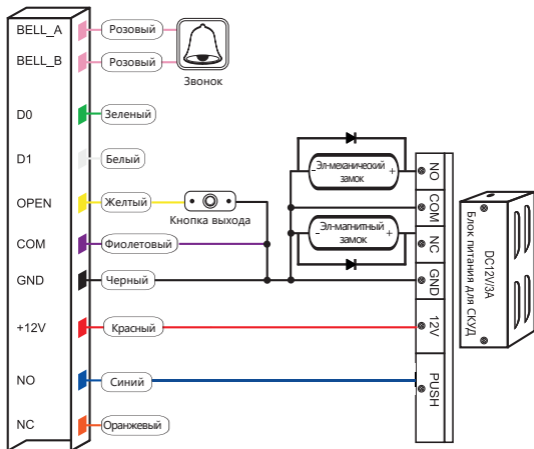 BELL_A
Розовый
BELL_B
Розовый
Звонок
D0
Зеленый
D1
Белый
OPEN
Желтый
Кнопка выхода
COM
Фиолетовый
GND
Черный
+12V
Красный
NO
Синий
NC
Оранжевый
- Эл-механический +
замок
- Эл-магнитный +
замок
NO
COM
NC
GND
12V
PUSH
DC12V/3A
Блок питания для СКУД